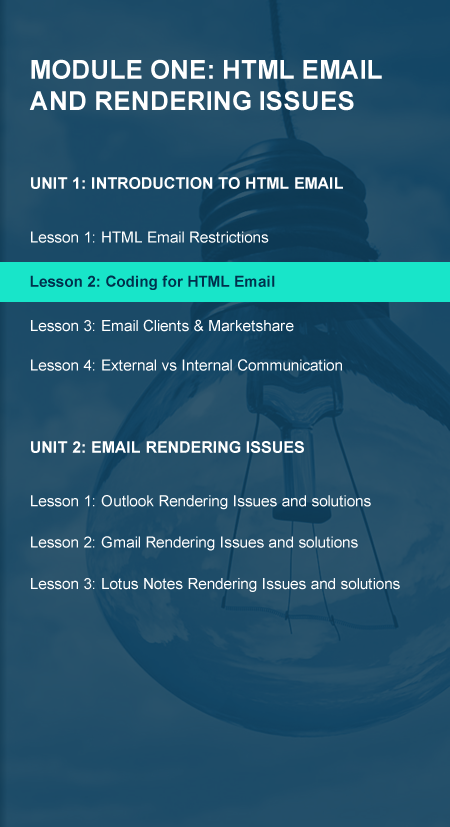 MODULE ONE: HTML EMAIL
AND RENDERING ISSUES
UNIT 1: INTRODUCTION TO HTML EMAIL
Lesson 1: HTML Email Restrictions
Lesson 2: Coding for HTML Email
Lesson 3: Email Clients & Marketshare
Lesson 4: External vs Internal Communication
UNIT 2: EMAIL RENDERING ISSUES
Lesson 1: Outlook Rendering Issues and solutions
Lesson 2: Gmail Rendering Issues and solutions
Lesson 3: Lotus Notes Rendering Issues and solutions